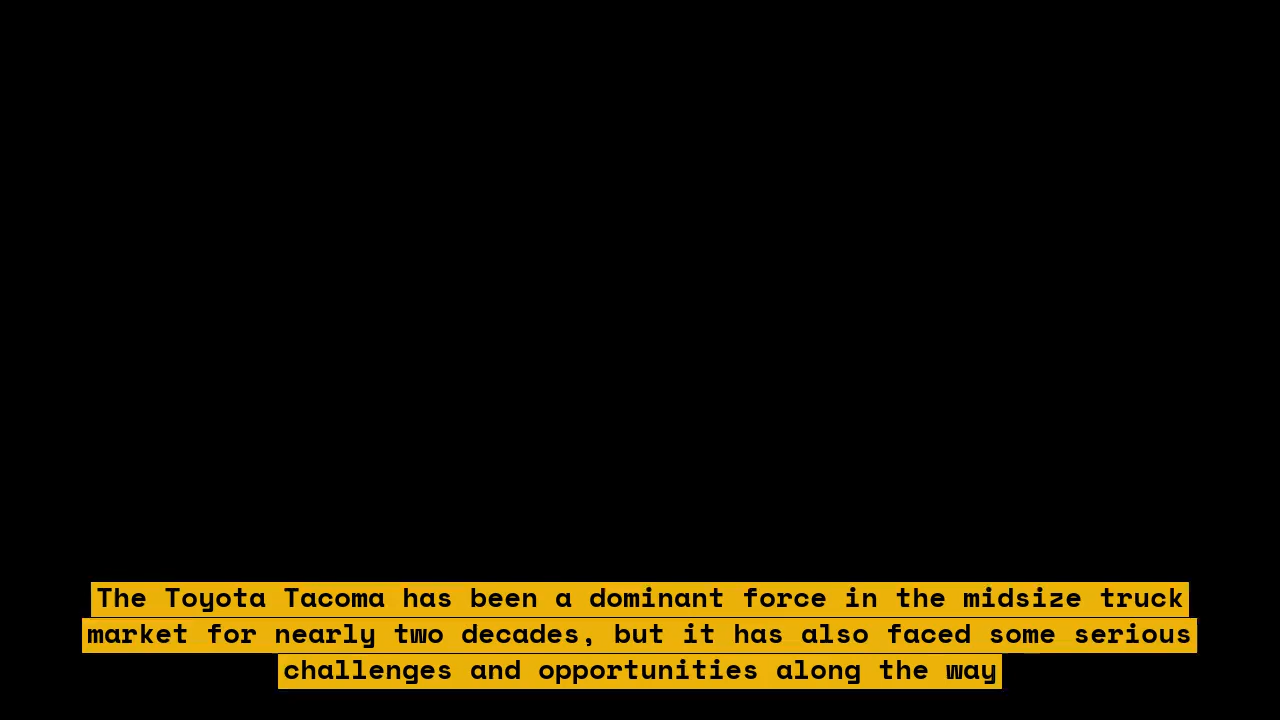 The Toyota Tacoma has been a dominant force in the midsize truck
market for nearly two decades, but it has also faced some serious
challenges and opportunities along the way